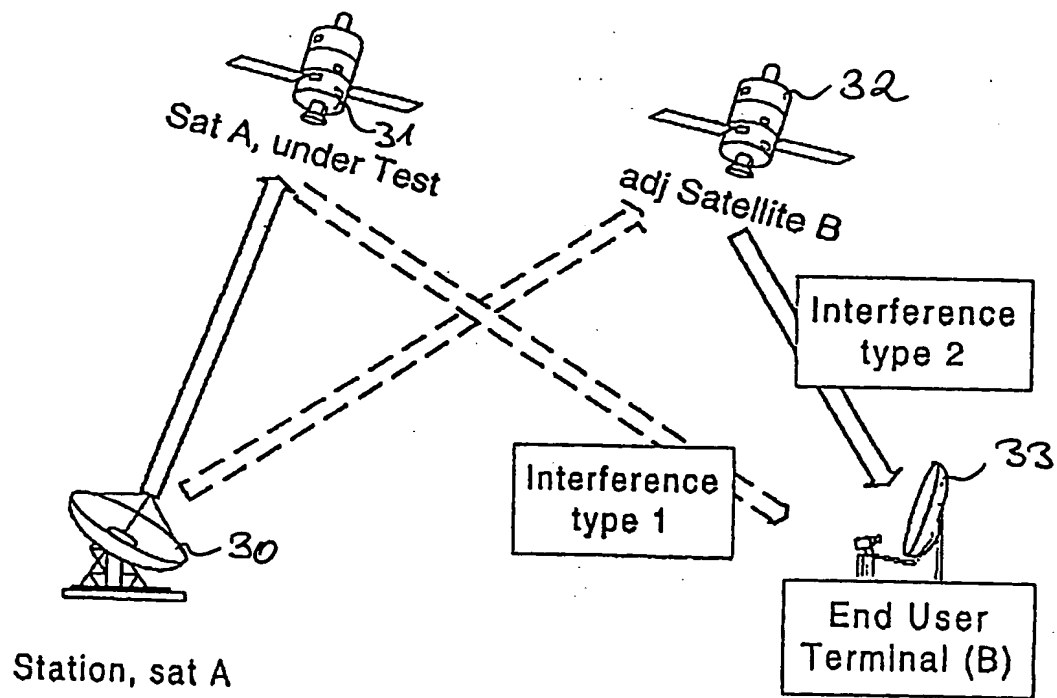 32
31
Sat A, under Test
adj Satellite B
Interference
type 2
33
Interference
type 1
30
End User
Terminal (B)
Station, sat A